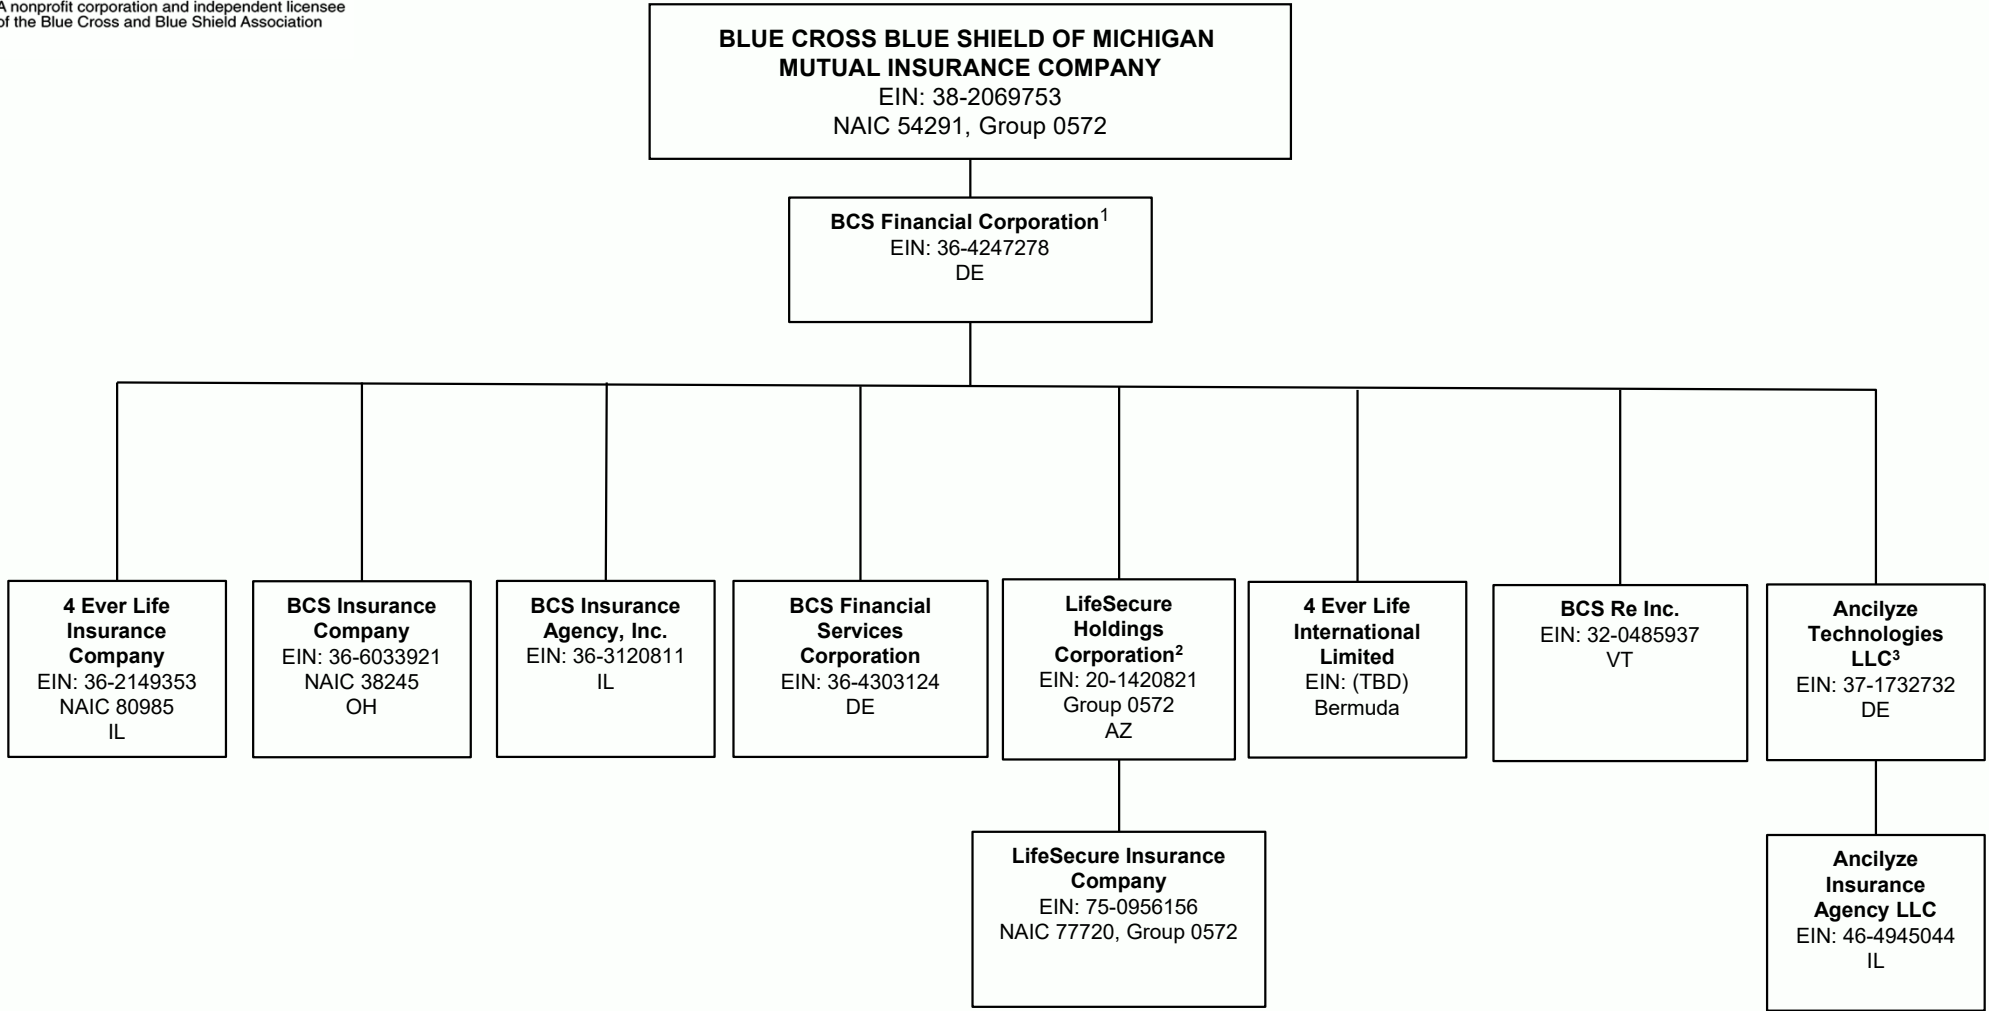 A nonprofit corporation and independent licensee
of the Blue Cross and Blue Shield Association
BLUE CROSS BLUE SHIELD OF MICHIGAN
MUTUAL INSURANCE COMPANY
EIN: 38-2069753
NAIC 54291, Group 0572
BCS Financial Corporation1
EIN: 36-4247278
DE
4 Ever Life
Insurance
Company
EIN: 36-2149353
NAIC 80985
IL
BCS Insurance
Company
EIN: 36-6033921
NAIC 38245
OH
BCS Insurance
Agency, Inc.
EIN: 36-3120811
IL
BCS Financial
Services
Corporation
EIN: 36-4303124
DE
LifeSecure
Holdings
Corporation2
EIN: 20-1420821
Group 0572
AZ
4 Ever Life
International
Limited
EIN: (TBD)
Bermuda
BCS Re Inc.
EIN: 32-0485937
VT
Ancilyze
Technologies
LLC3
EIN: 37-1732732
DE
LifeSecure Insurance
Company
EIN: 75-0956156
NAIC 77720, Group 0572
Ancilyze
Insurance
Agency LLC
EIN: 46-4945044
IL